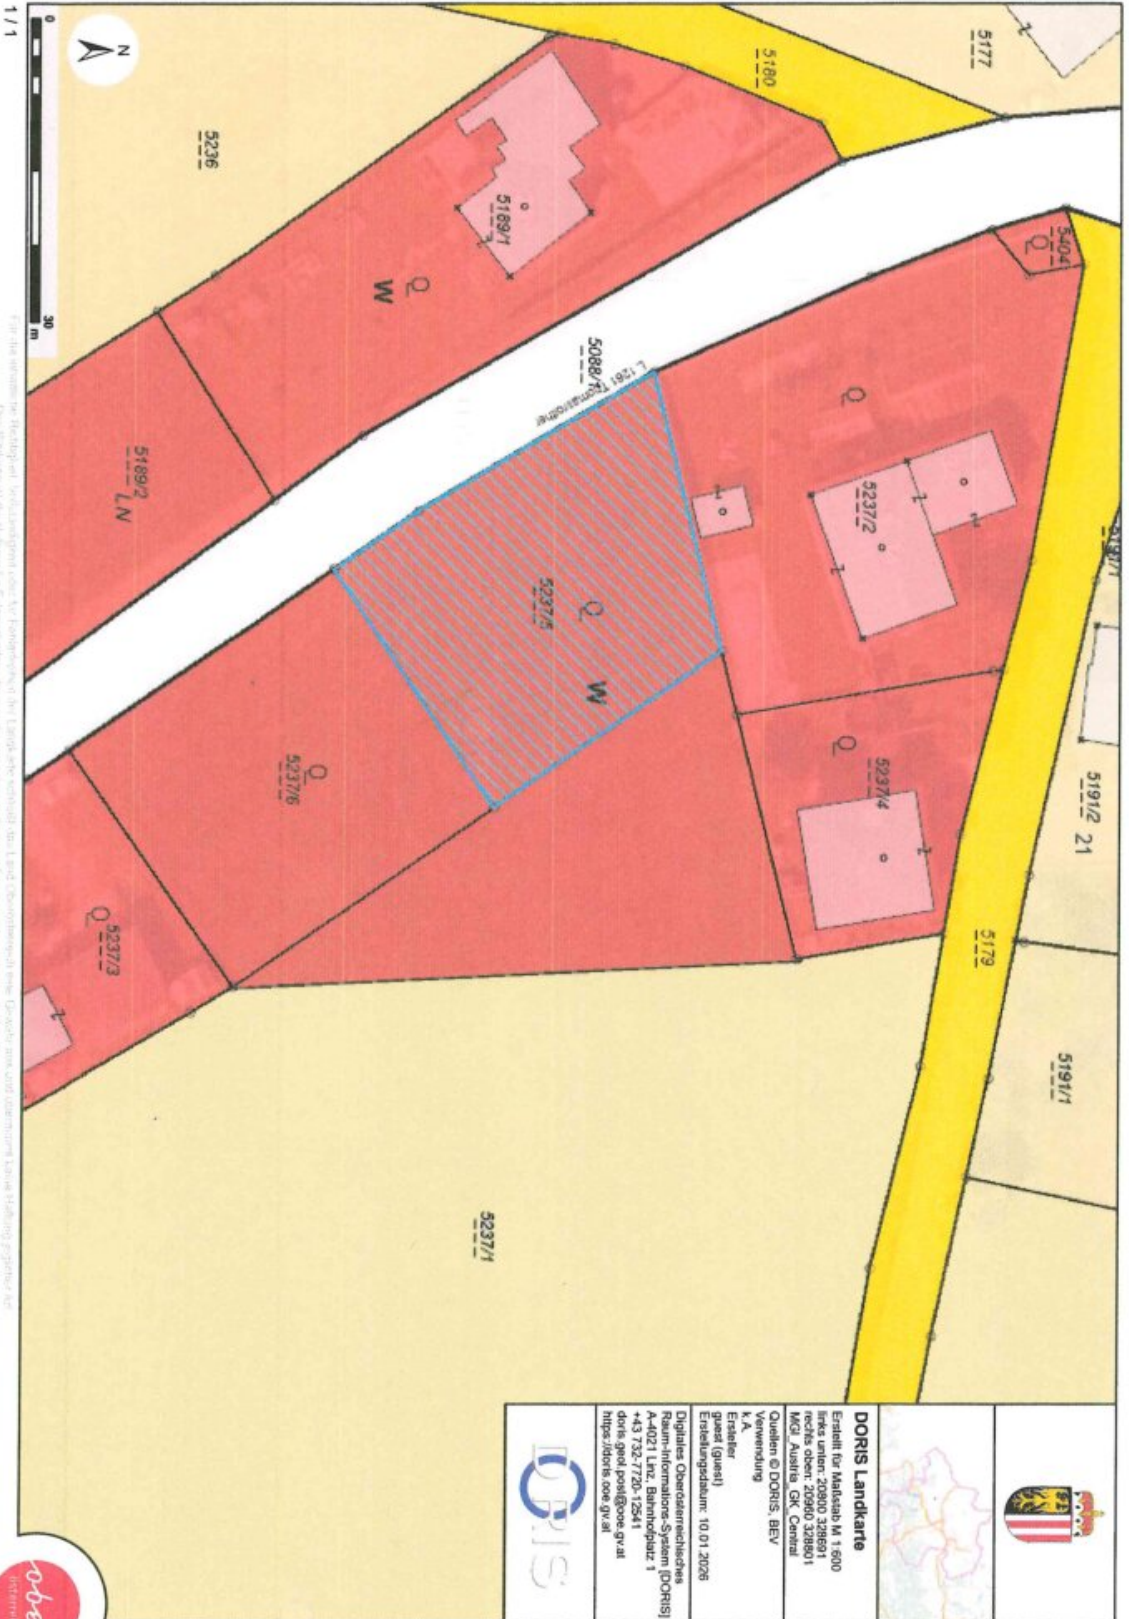 DORIS Landkarte
Erstellt für Maßstab M 1:600
links unten: 20800 328691
rechts oben: 20960 328801
MGI_Austria_GK_Central
Quellen © DORIS, BEV
Verwendung
k.A.
Ersteller
guest (guest)
Erstellungsdatum: 10.01.2026
Digitales Oberösterreichisches
Raum-Informations-System [DORIS]
A-4021 Linz, Bahnhofplatz 1
+43 732-7720-12541
doris.geol.post@ooe.gv.at
https://doris.ooe.gv.at
DORIS
5177
5180
5404
Q
5191/2
21
5191/1
5179
Q
5237/2
5237/4
Q
5189/1
Q
W
5088/1
L 1261 Thomasrother
Q
5237/5
W
5237/1
5236
5189/2
LN
Q
5237/6
Q
5237/3
N
0
30
m
1 / 1